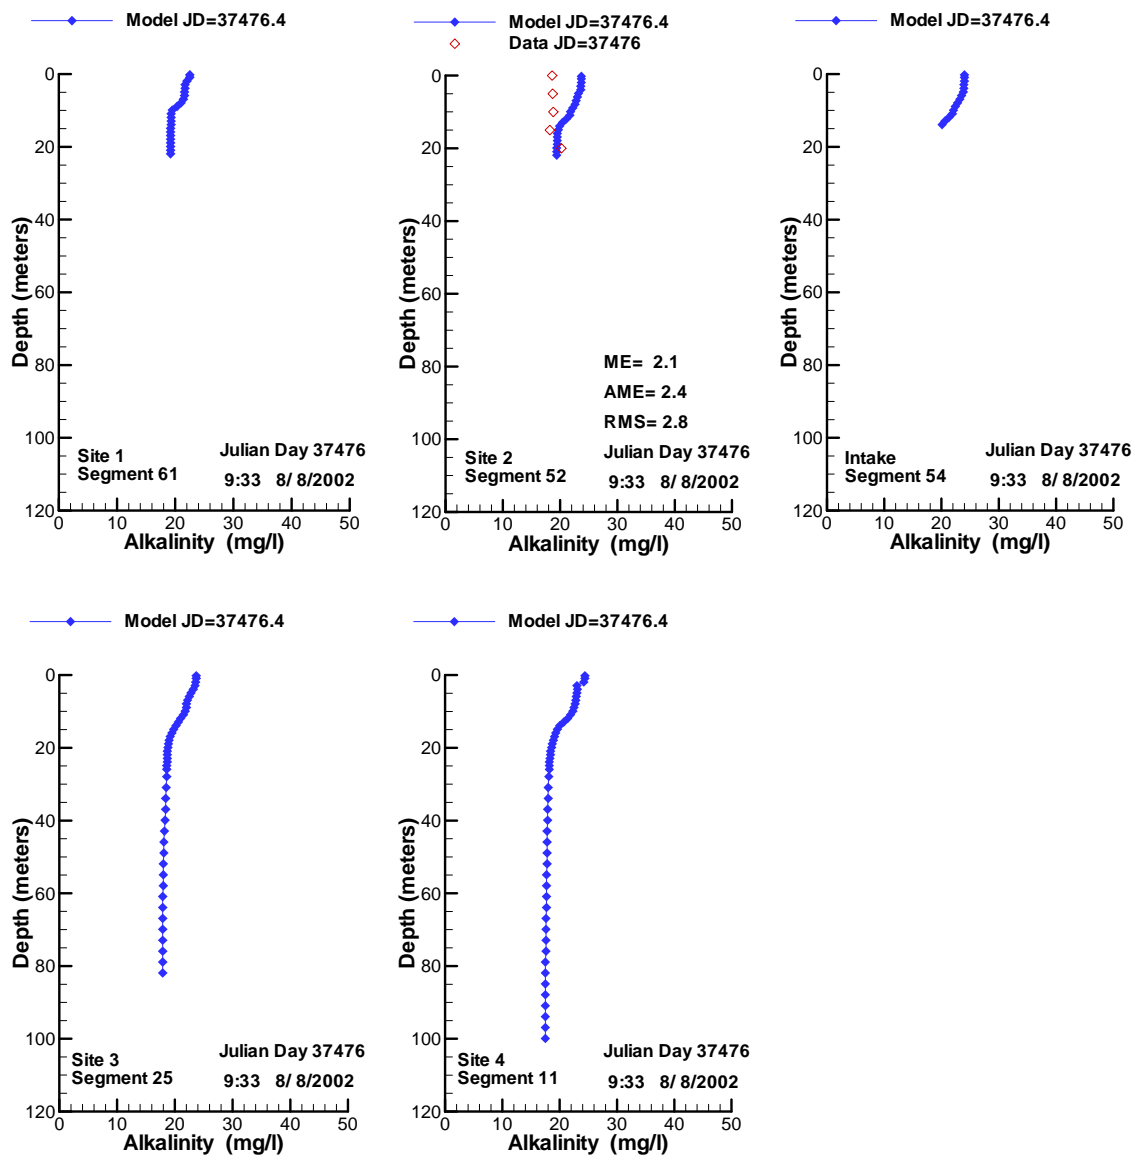 Model JD=37476.4
0
20
40
60
80
100
120
Depth (meters)
Site 1
Segment 61
Julian Day 37476
9:33 8/ 8/2002
0 10 20 30 40 50
Alkalinity (mg/l)
Model JD=37476.4
Data JD=37476
0
20
40
60
80
100
120
Depth (meters)
ME= 2.1
AME= 2.4
RMS= 2.8
Site 2
Segment 52
Julian Day 37476
9:33 8/ 8/2002
0 10 20 30 40 50
Alkalinity (mg/l)
Model JD=37476.4
0
20
40
60
80
100
120
Depth (meters)
Intake
Segment 54
Julian Day 37476
9:33 8/ 8/2002
0 10 20 30 40 50
Alkalinity (mg/l)
Model JD=37476.4
0
20
40
60
80
100
120
Depth (meters)
Site 3
Segment 25
Julian Day 37476
9:33 8/ 8/2002
0 10 20 30 40 50
Alkalinity (mg/l)
Model JD=37476.4
0
20
40
60
80
100
120
Depth (meters)
Site 4
Segment 11
Julian Day 37476
9:33 8/ 8/2002
0 10 20 30 40 50
Alkalinity (mg/l)